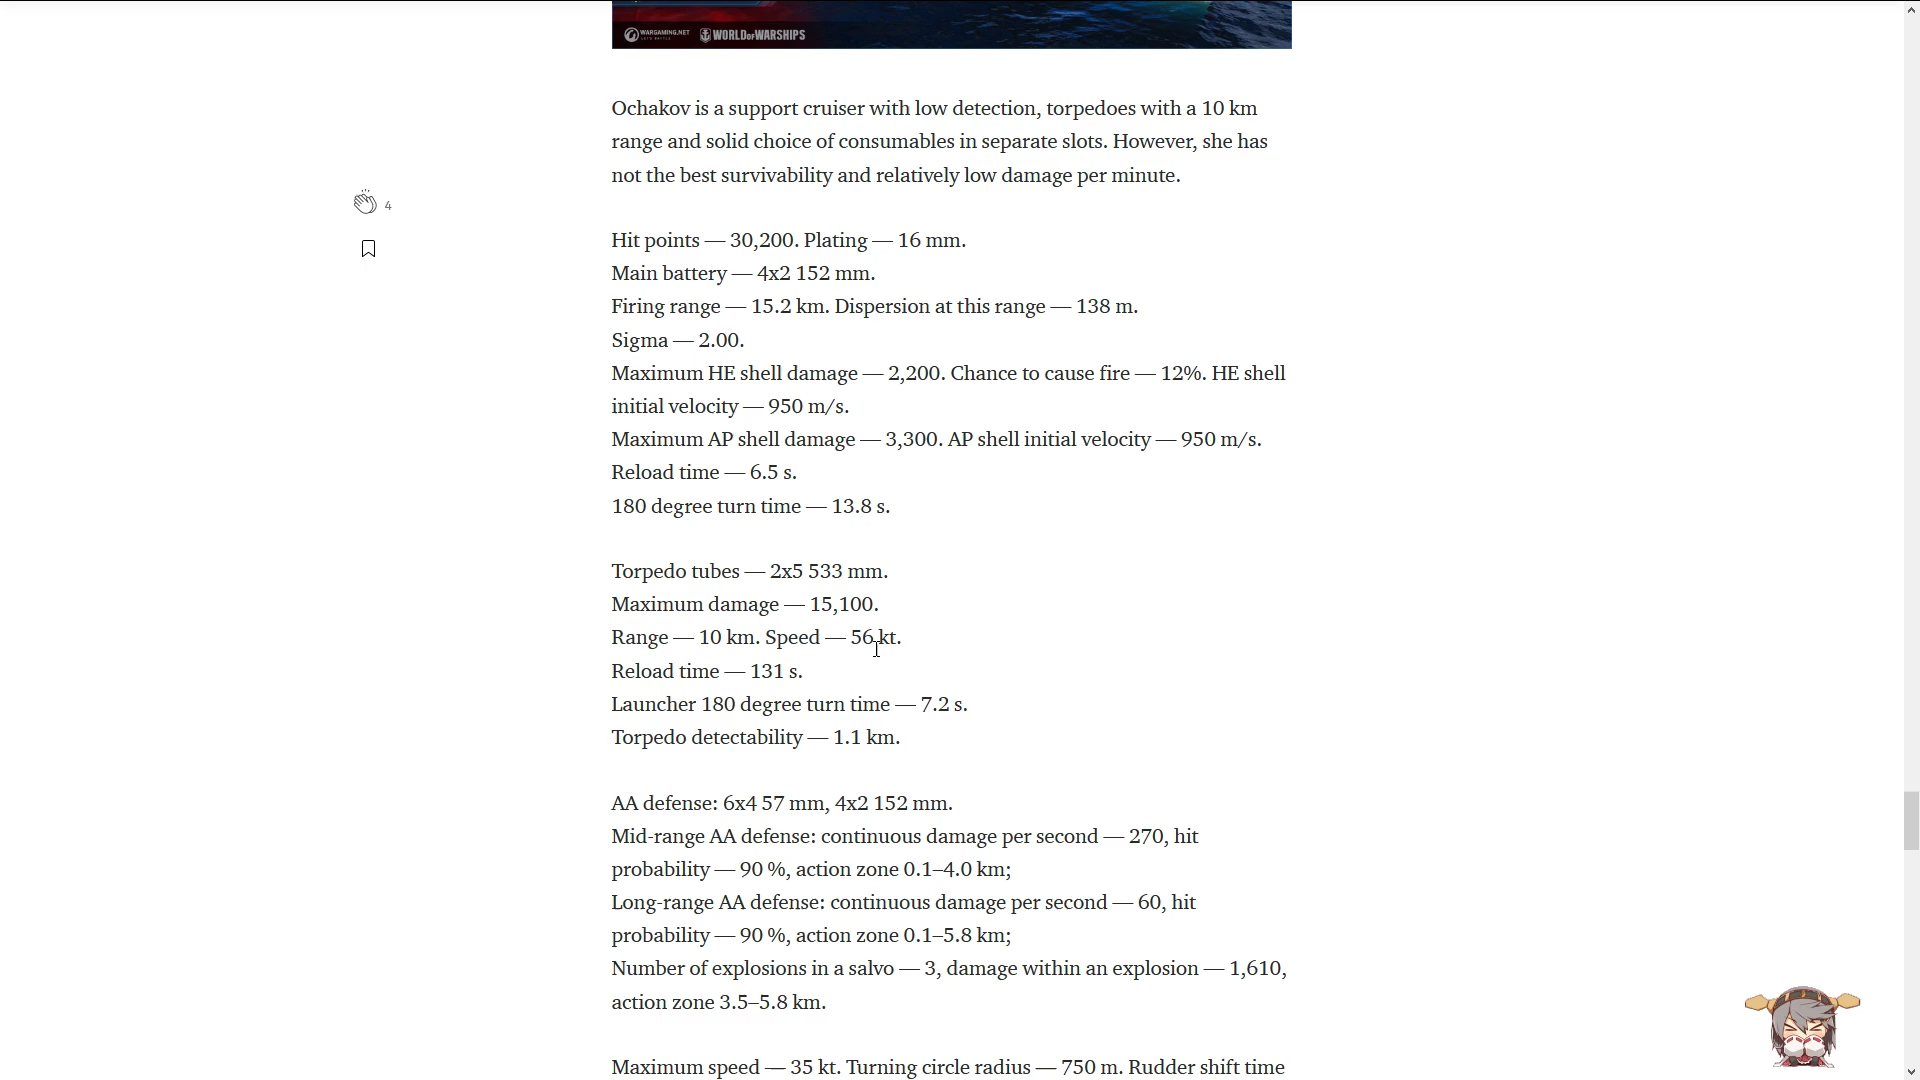 WARGAMING.NET
LET'S BATTLE
WORLD OF WARSHIPS
Ochakov is a support cruiser with low detection, torpedoes with a 10 km
range and solid choice of consumables in separate slots. However, she has
not the best survivability and relatively low damage per minute.
4
Hit points — 30,200. Plating — 16 mm.
Main battery — 4x2 152 mm.
Firing range — 15.2 km. Dispersion at this range — 138 m.
Sigma — 2.00.
Maximum HE shell damage — 2,200. Chance to cause fire — 12%. HE shell
initial velocity — 950 m/s.
Maximum AP shell damage — 3,300. AP shell initial velocity — 950 m/s.
Reload time — 6.5 s.
180 degree turn time — 13.8 s.
Torpedo tubes — 2x5 533 mm.
Maximum damage — 15,100.
Range — 10 km. Speed — 56 kt.
Reload time — 131 s.
Launcher 180 degree turn time — 7.2 s.
Torpedo detectability — 1.1 km.
AA defense: 6x4 57 mm, 4x2 152 mm.
Mid-range AA defense: continuous damage per second — 270, hit
probability — 90 %, action zone 0.1–4.0 km;
Long-range AA defense: continuous damage per second — 60, hit
probability — 90 %, action zone 0.1–5.8 km;
Number of explosions in a salvo — 3, damage within an explosion — 1,610,
action zone 3.5–5.8 km.
Maximum speed — 35 kt. Turning circle radius — 750 m. Rudder shift time